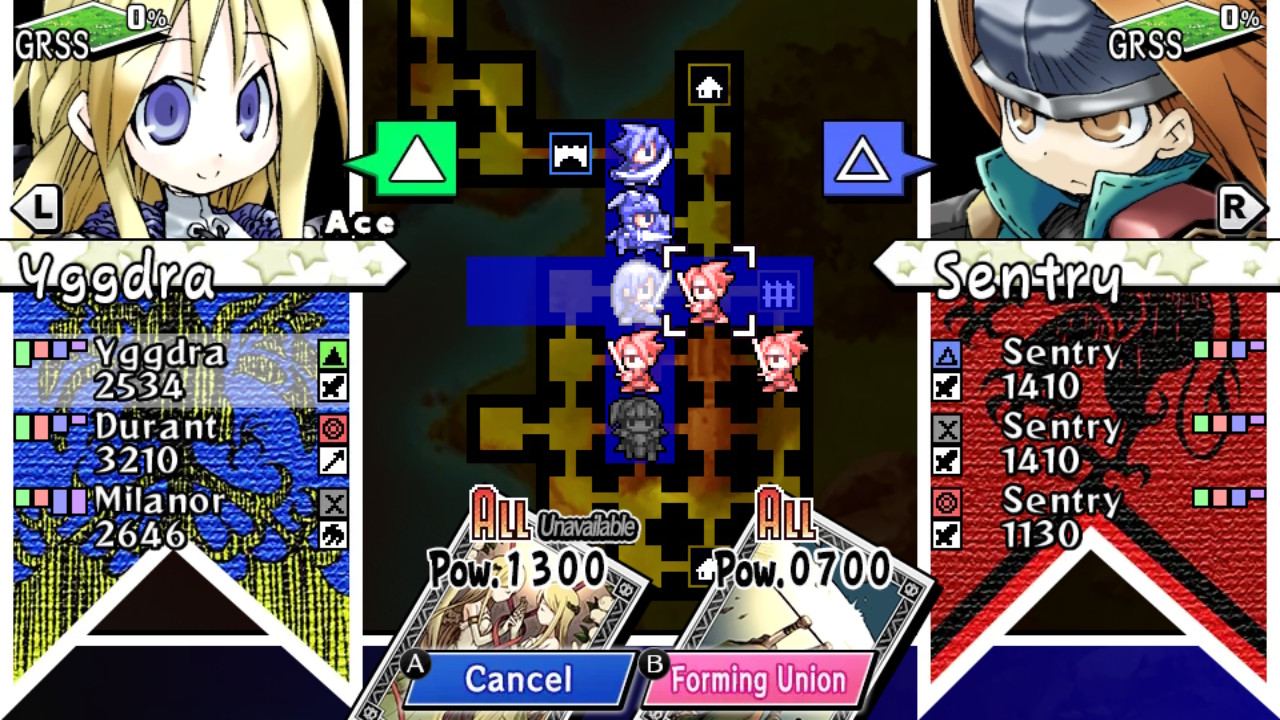 GRSS 0%
GRSS 0%
L
R
Ace
Yggdra
Sentry
Yggdra
2534
Durant
3210
Milanor
2646
Sentry
1410
Sentry
1410
Sentry
1130
ALL Unavailable
Pow.1300
ALL
Pow.0700
A Cancel
B Forming Union